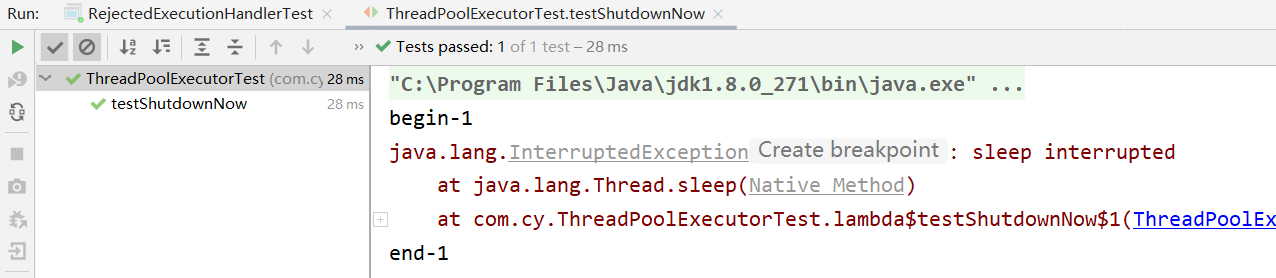 Run: RejectedExecutionHandlerTest × ThreadPoolExecutorTest.testShutdownNow ×
» Tests passed: 1 of 1 test – 28 ms
ThreadPoolExecutorTest (com.cy 28 ms
testShutdownNow 28 ms
"C:\Program Files\Java\jdk1.8.0_271\bin\java.exe" ...
begin-1
java.lang.InterruptedException Create breakpoint : sleep interrupted
at java.lang.Thread.sleep(Native Method)
at com.cy.ThreadPoolExecutorTest.lambda$testShutdownNow$1(ThreadPoolEx
end-1